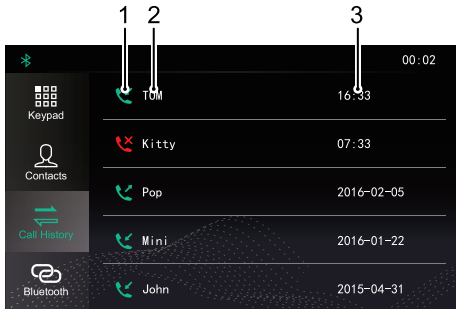 1 2 3
00:02
Keypad
TOM 16:33
Kitty 07:33
Contacts
Pop 2016-02-05
Call History
Mini 2016-01-22
Bluetooth
John 2015-04-31